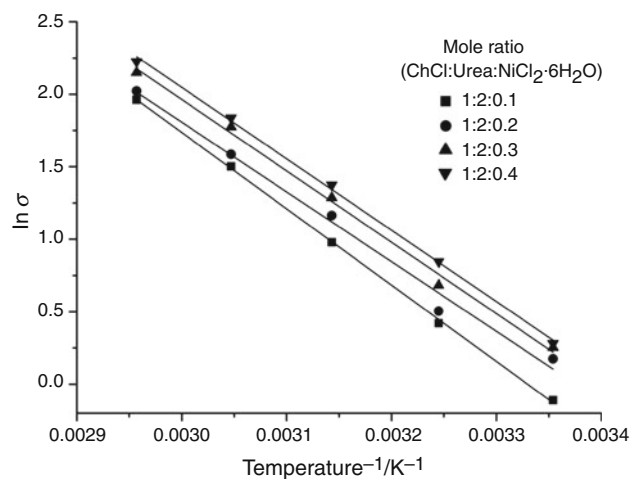 2.5
2.0
1.5
1.0
0.5
0.0
ln σ
Mole ratio
(ChCl:Urea:NiCl₂·6H₂O)
1:2:0.1
1:2:0.2
1:2:0.3
1:2:0.4
0.0029 0.0030 0.0031 0.0032 0.0033 0.0034
Temperature⁻¹/K⁻¹